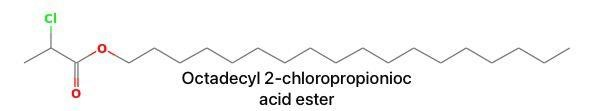 Cl
O
O
Octadecyl 2-chloropropionioc
acid ester